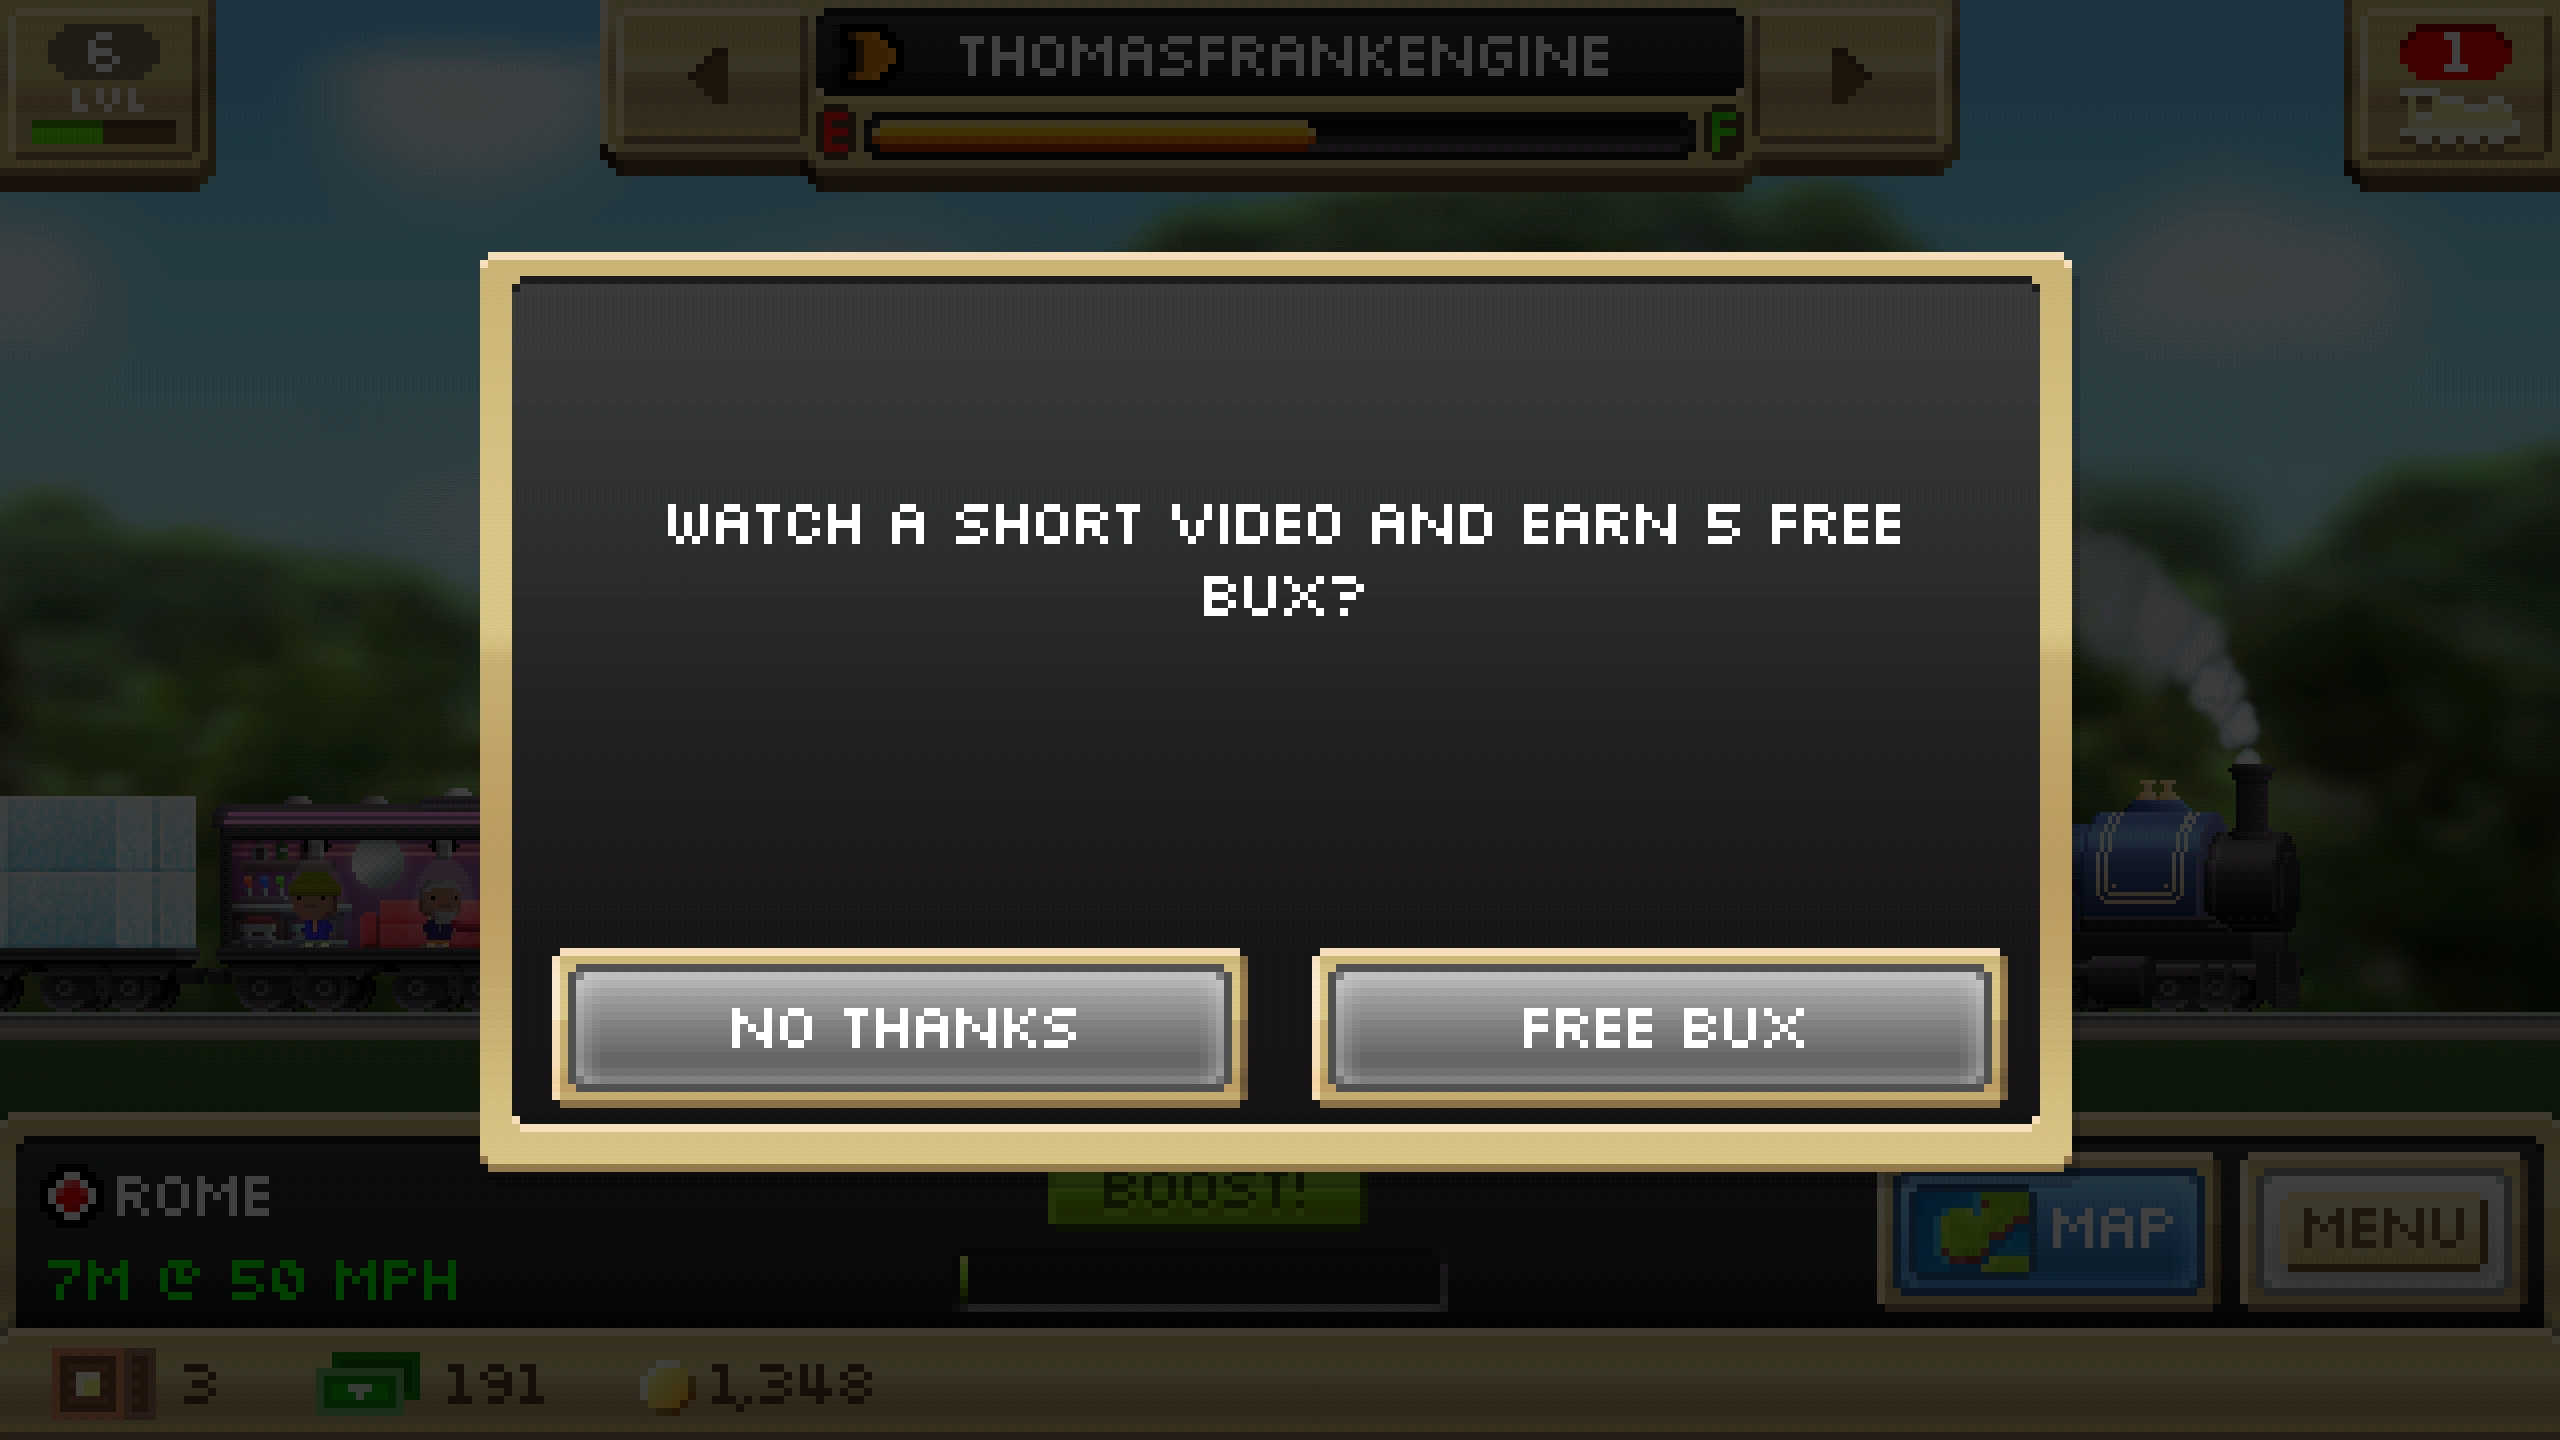 6
LVL
THOMASFRANKENGINE
E F
1
WATCH A SHORT VIDEO AND EARN 5 FREE
BUX?
NO THANKS
FREE BUX
ROME
7M @ 50 MPH
BOOST!
MAP
MENU
3
191
1,348